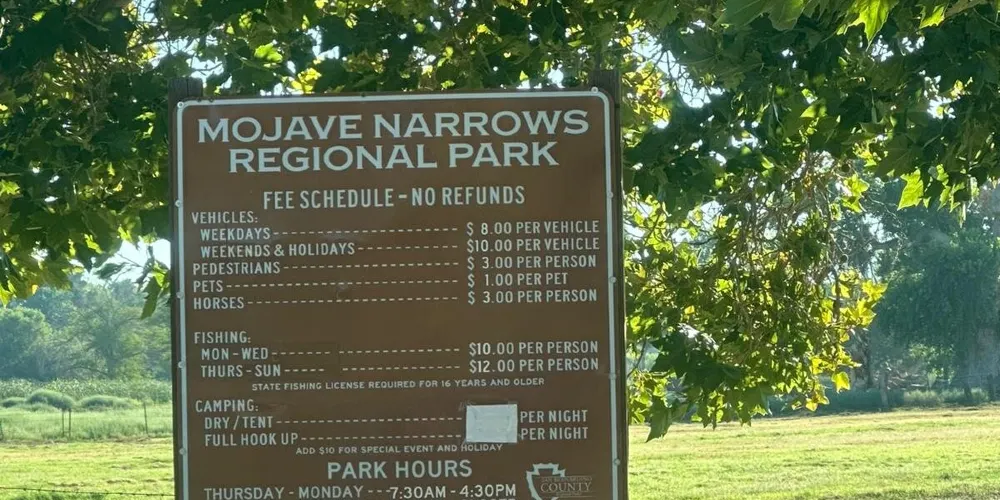 MOJAVE NARROWS
REGIONAL PARK
FEE SCHEDULE - NO REFUNDS
VEHICLES:
WEEKDAYS $ 8.00 PER VEHICLE
WEEKENDS & HOLIDAYS $10.00 PER VEHICLE
PEDESTRIANS $ 3.00 PER PERSON
PETS $ 1.00 PER PET
HORSES $ 3.00 PER PERSON
FISHING:
MON - WED $10.00 PER PERSON
THURS - SUN $12.00 PER PERSON
STATE FISHING LICENSE REQUIRED FOR 16 YEARS AND OLDER
CAMPING:
DRY / TENT PER NIGHT
FULL HOOK UP PER NIGHT
ADD $10 FOR SPECIAL EVENT AND HOLIDAY
PARK HOURS
THURSDAY - MONDAY --- 7:30AM - 4:30PM
SAN BERNARDINO
COUNTY